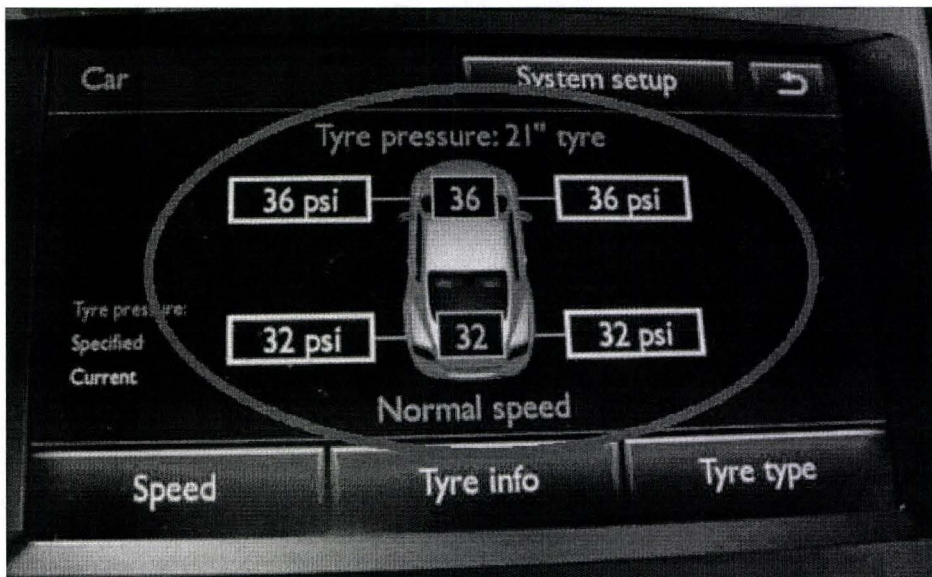 Car
System setup
Tyre pressure: 21" tyre
36 psi 36 36 psi
Tyre pressure:
Specified
Current
32 psi 32 32 psi
Normal speed
Speed Tyre info Tyre type